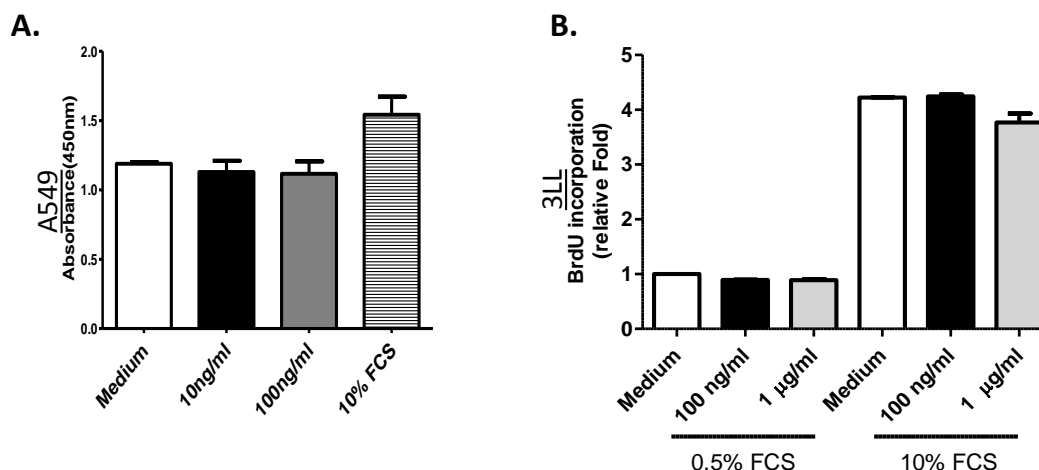 A.
A549
Absorbance(450nm)
2.0
1.5
1.0
0.5
0.0
Medium
10ng/ml
100ng/ml
10% FCS
B.
3LL
BrdU incorporation
(relative Fold)
5
4
3
2
1
0
Medium
100 ng/ml
1 µg/ml
Medium
100 ng/ml
1 µg/ml
0.5% FCS
10% FCS